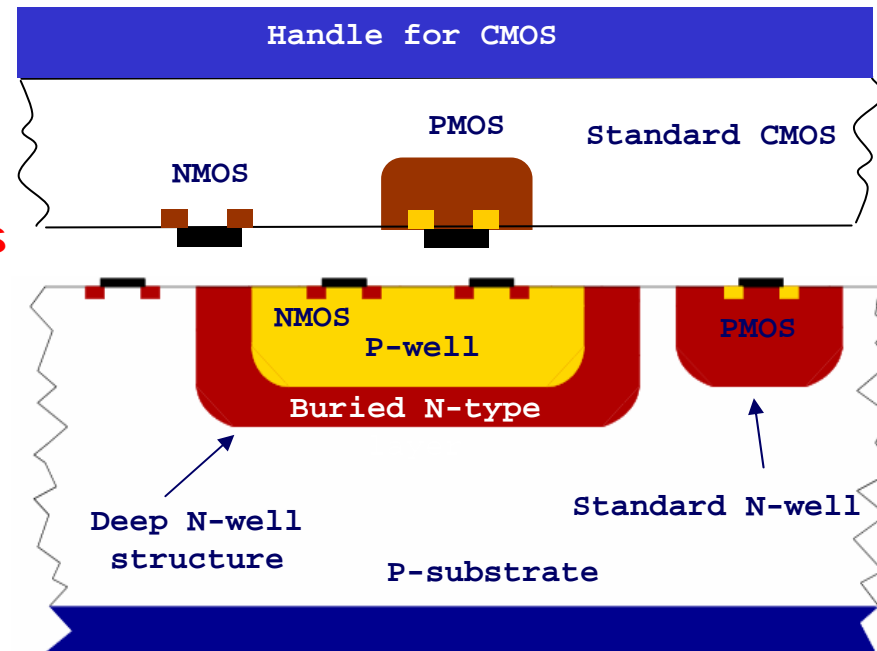 Handle for CMOS
PMOS
Standard CMOS
NMOS
s
NMOS
PMOS
P-well
Buried N-type
Standard N-well
Deep N-well
structure
P-substrate